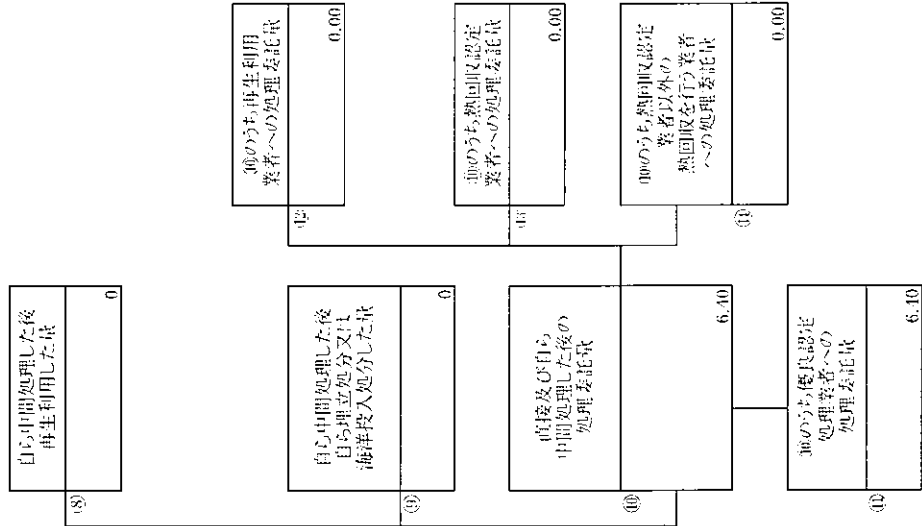 ⑧
自ら中間処理した後
再生利用した量
0
⑨
自ら中間処理した後
自ら埋立処分又は
海洋投入処分した量
0
⑩
直接及び自ら
中間処理した後の
処理委託量
6.40
⑪
⑩のうち優良認定
処理業者への
処理委託量
6.40
⑫
⑩のうち再生利用
業者への処理委託量
0.00
⑬
⑩のうち熱回収認定
業者への処理委託量
0.00
⑭
⑩のうち熱回収認定
業者以外の
熱回収を行う業者
への処理委託量
0.00